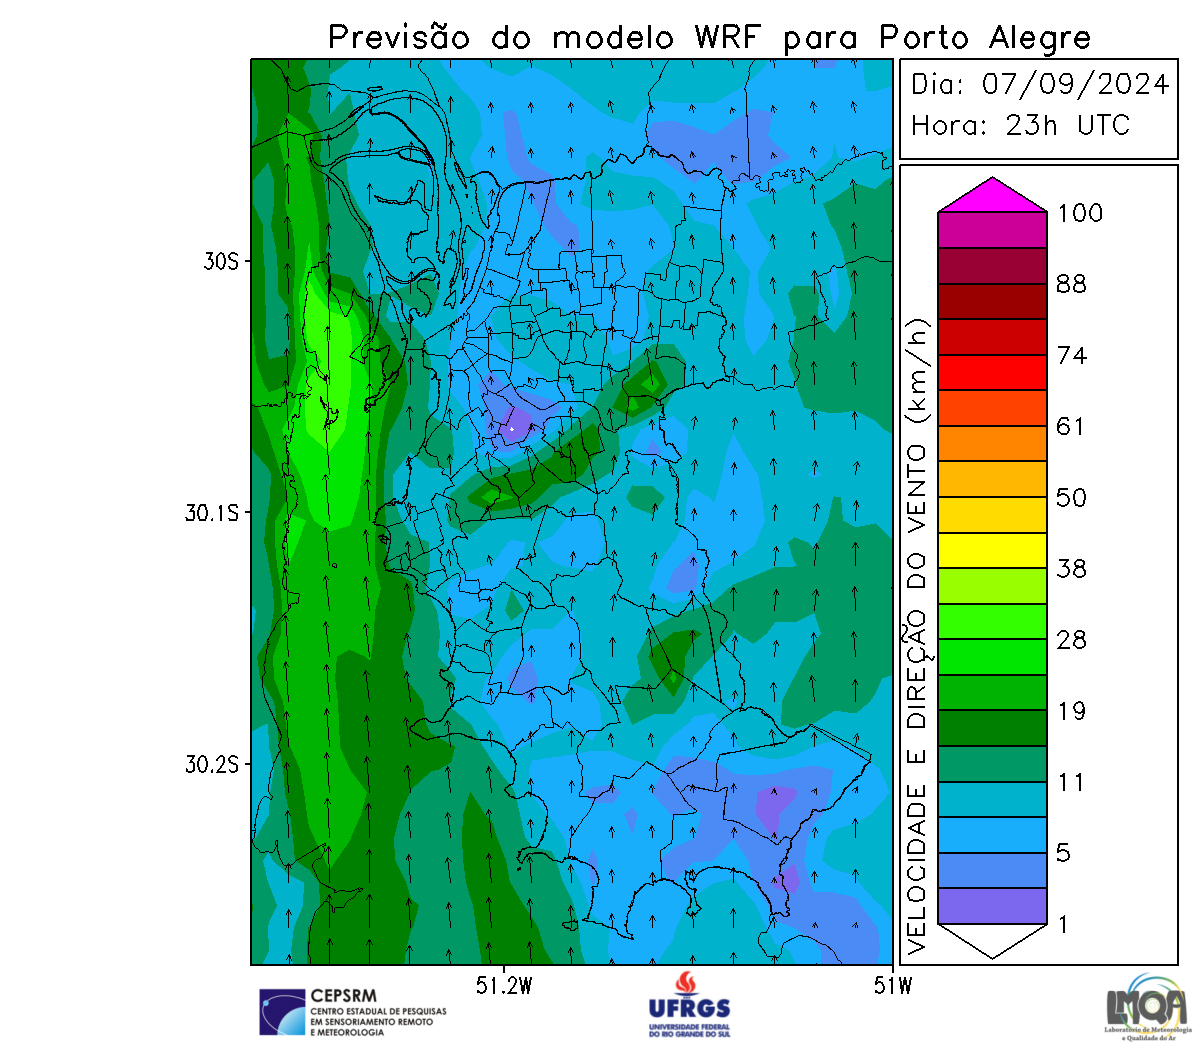 Previsão do modelo WRF para Porto Alegre
Dia: 07/09/2024
Hora: 23h UTC
30S
30.1S
30.2S
51.2W
51W
VELOCIDADE E DIREÇÃO DO VENTO (km/h)
100
88
74
61
50
38
28
19
11
5
1
CEPSRM
CENTRO ESTADUAL DE PESQUISAS
EM SENSORIAMENTO REMOTO
E METEOROLOGIA
UFRGS
UNIVERSIDADE FEDERAL
DO RIO GRANDE DO SUL
LMQA
Laboratório de Meteorologia
e Qualidade do Ar